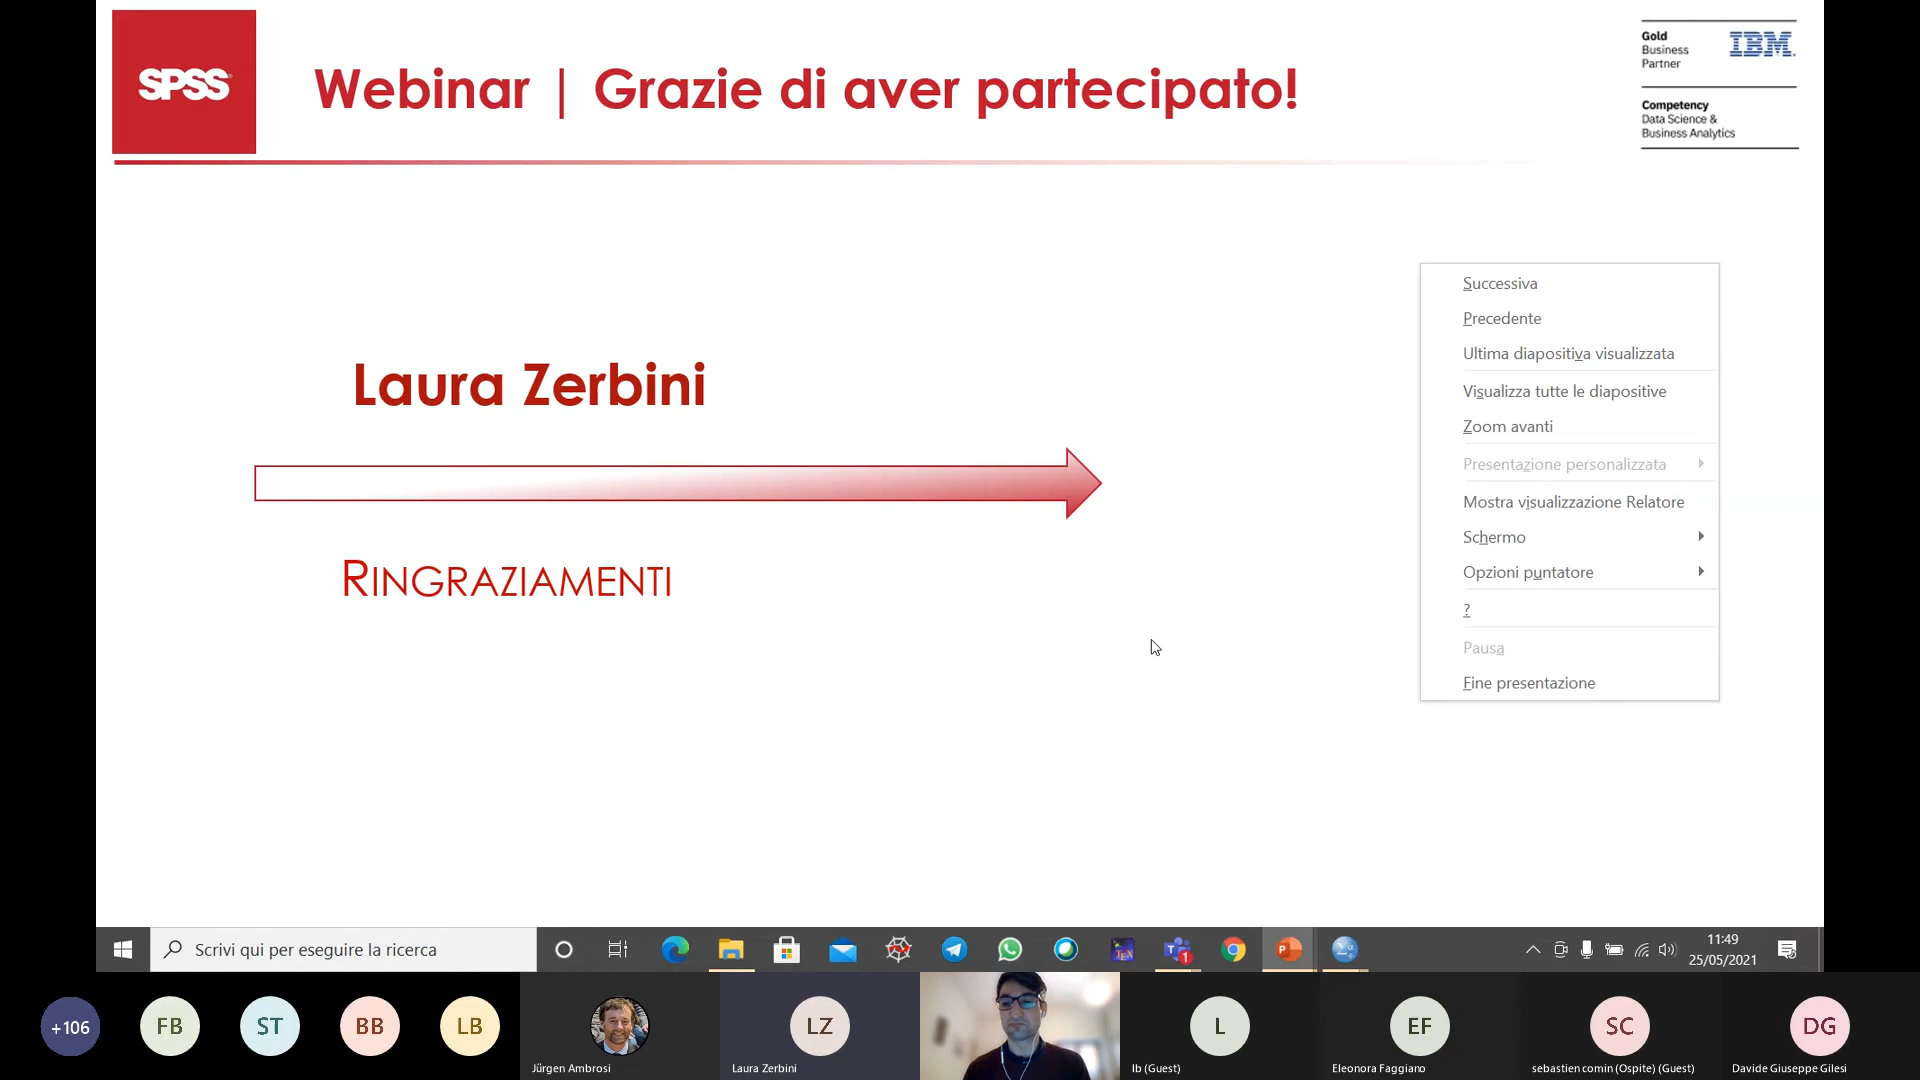 SPSS
Webinar | Grazie di aver partecipato!
Gold
Business
Partner
IBM
Competency
Data Science &
Business Analytics
Laura Zerbini
RINGRAZIAMENTI
Successiva
Precedente
Ultima diapositiva visualizzata
Visualizza tutte le diapositive
Zoom avanti
Presentazione personalizzata
Mostra visualizzazione Relatore
Schermo
Opzioni puntatore
?
Pausa
Fine presentazione
Scrivi qui per eseguire la ricerca
TEX
T
1
P
Σα
11:49
25/05/2021
+106
FB
ST
BB
LB
Jürgen Ambrosi
LZ
Laura Zerbini
L
lb (Guest)
EF
Eleonora Faggiano
SC
sebastien comin (Ospite) (Guest)
DG
Davide Giuseppe Gilesi